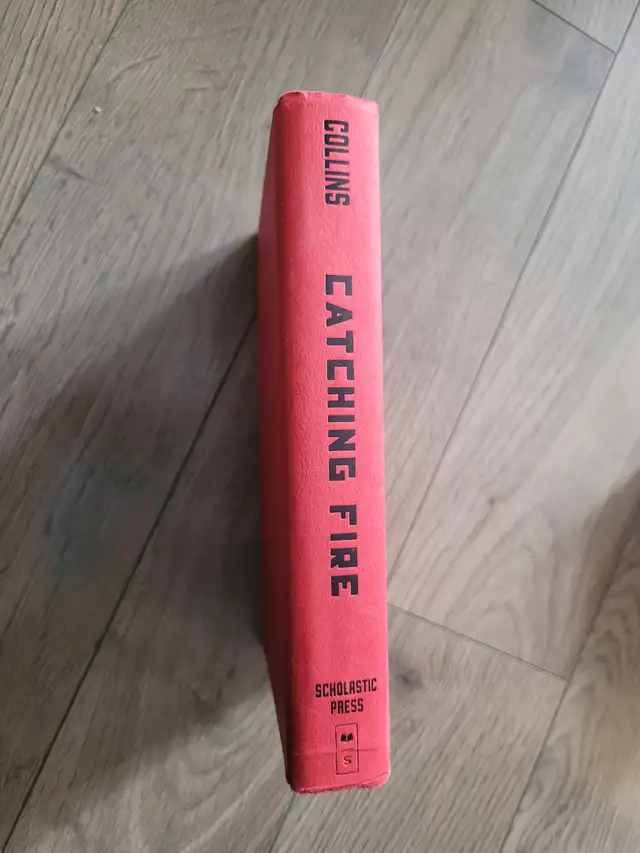 COLLINS
CATCHING FIRE
SCHOLASTIC
PRESS
S